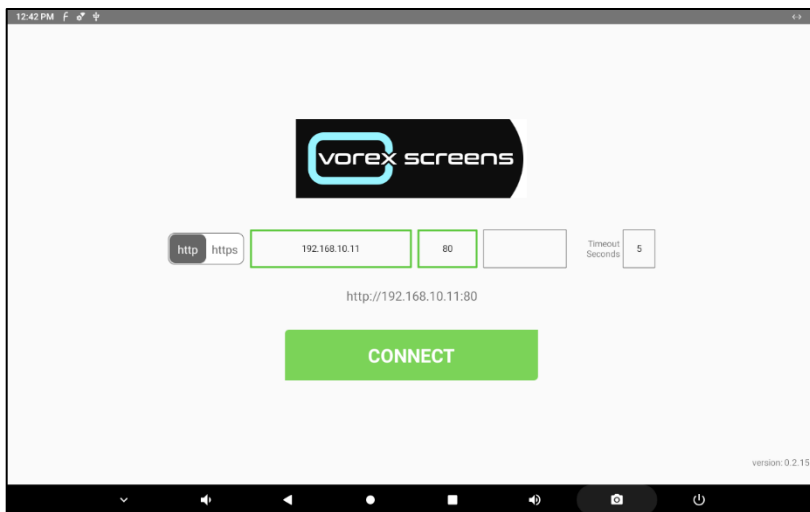 12:42 PM
vorex screens
http https 192.168.10.11 80 Timeout Seconds 5
http://192.168.10.11:80
CONNECT
version: 0.2.15